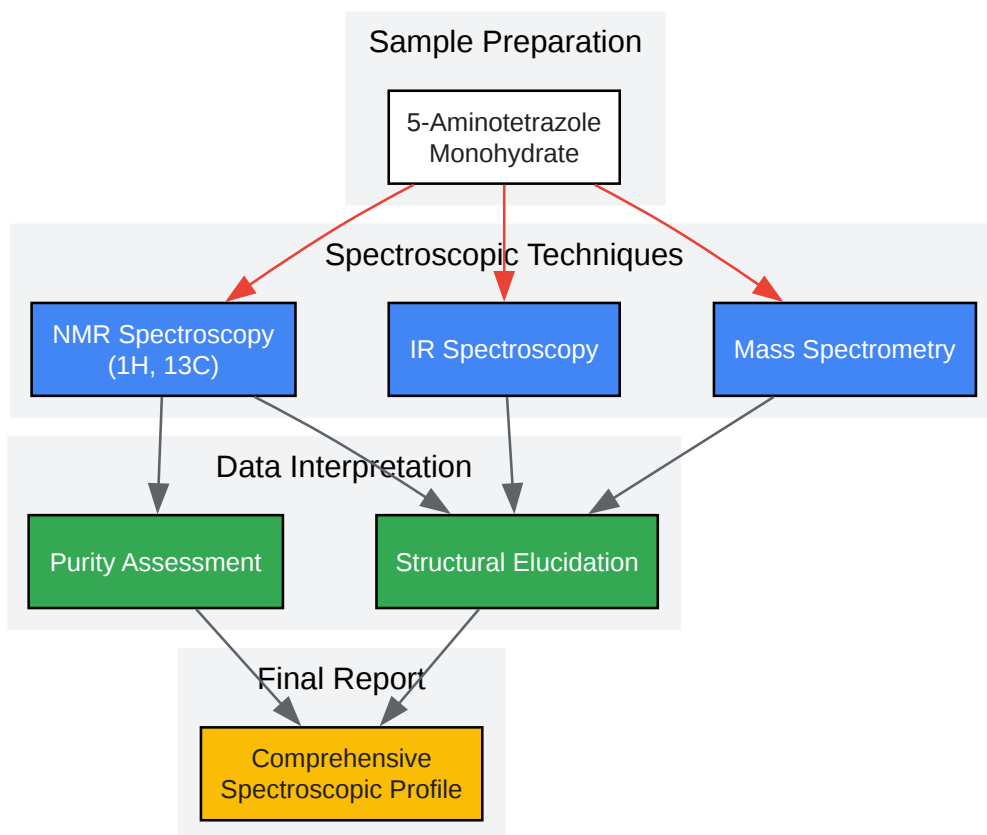 Sample Preparation
5-Aminotetrazole
Monohydrate
Spectroscopic Techniques
NMR Spectroscopy
(1H, 13C)
IR Spectroscopy
Mass Spectrometry
Data Interpretation
Purity Assessment
Structural Elucidation
Final Report
Comprehensive
Spectroscopic Profile